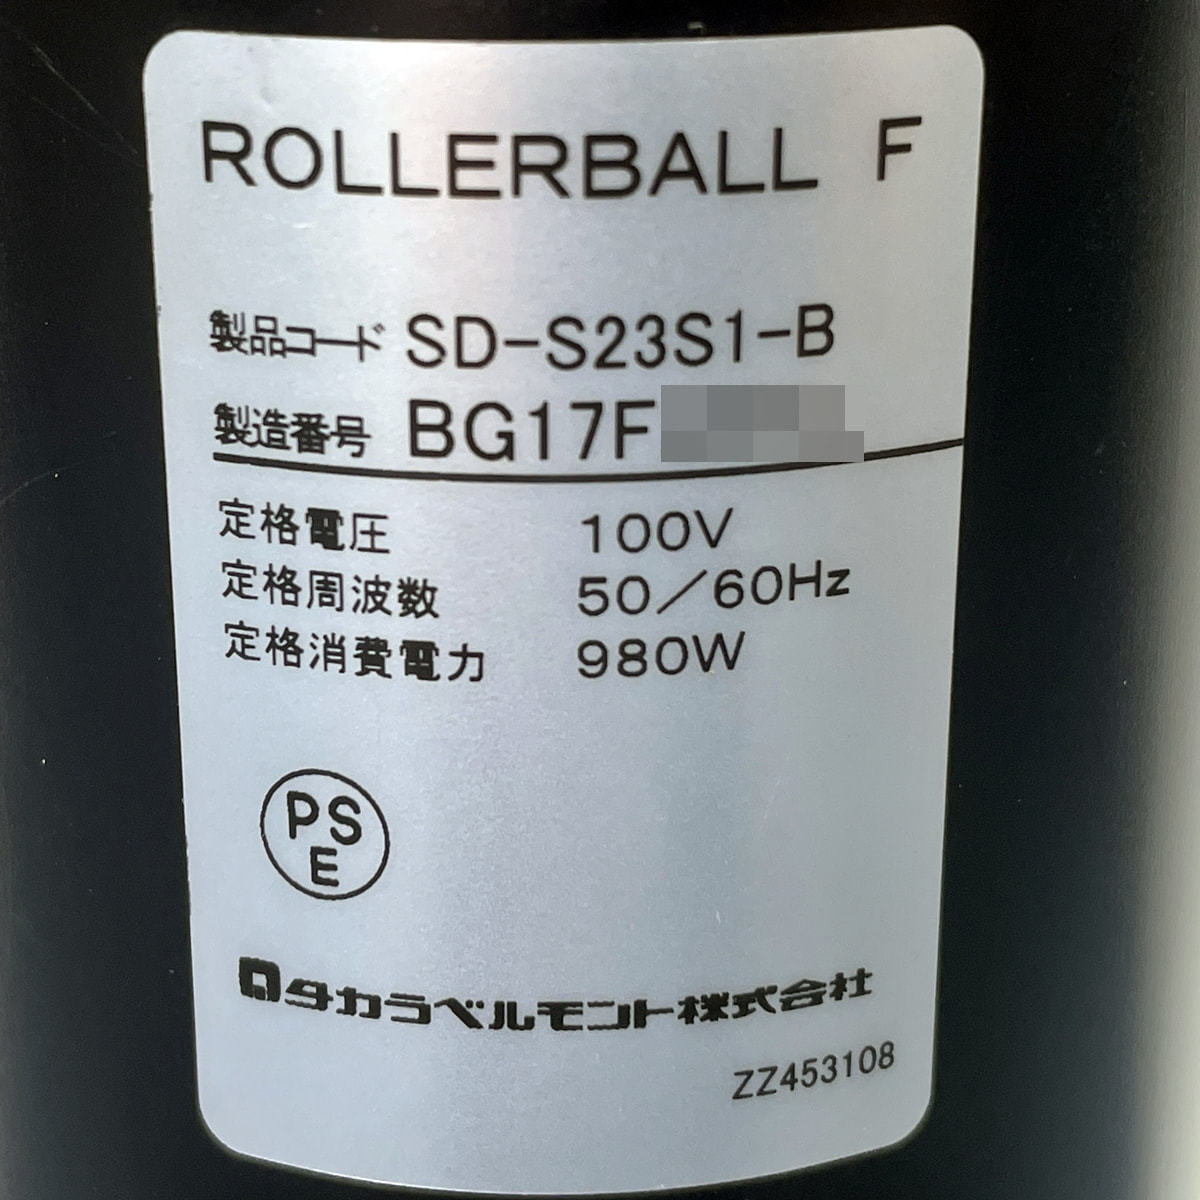 ROLLERBALL F
製品コード SD-S23S1-B
製造番号 BG17F
定格電圧 100V
定格周波数 50/60Hz
定格消費電力 980W
PS
E
タカラベルモント株式会社
ZZ453108